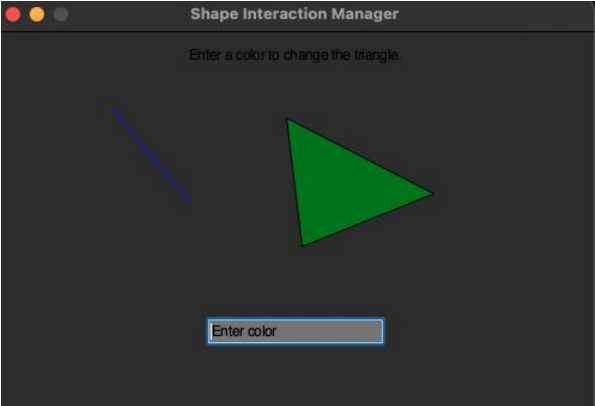 Shape Interaction Manager
Enter a color to change the triangle.
Enter color